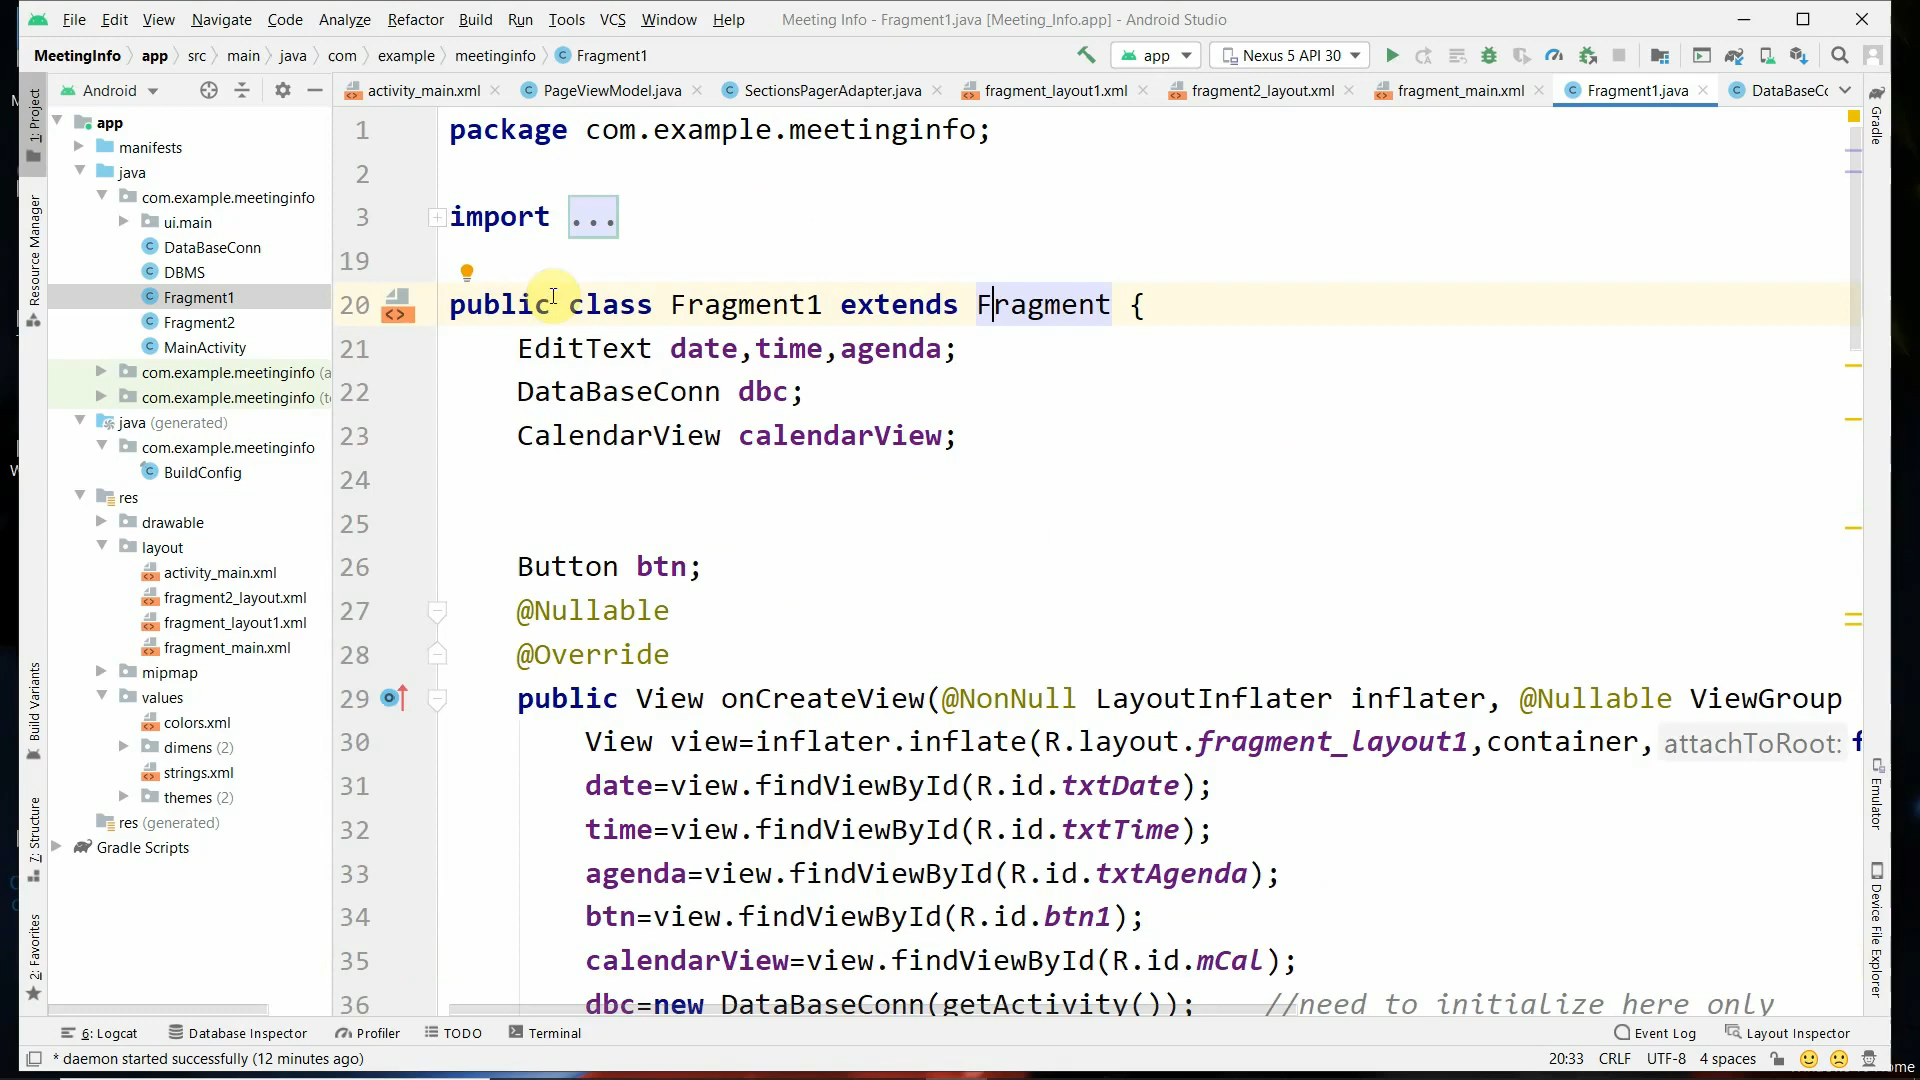 File Edit View Navigate Code Analyze Refactor Build Run Tools VCS Window Help Meeting Info - Fragment1.java [Meeting_Info.app] - Android Studio
MeetingInfo app src main java com example meetinginfo Fragment1 app Nexus 5 API 30
Android activity_main.xml PageViewModel.java SectionsPagerAdapter.java fragment_layout1.xml fragment2_layout.xml fragment_main.xml Fragment1.java DataBaseCo
1: Project
Resource Manager
Build Variants
7: Structure
2: Favorites
app
manifests
java
com.example.meetinginfo
ui.main
DataBaseConn
DBMS
Fragment1
Fragment2
MainActivity
com.example.meetinginfo (a
com.example.meetinginfo (t
java (generated)
com.example.meetinginfo
BuildConfig
res
drawable
layout
activity_main.xml
fragment2_layout.xml
fragment_layout1.xml
fragment_main.xml
mipmap
values
colors.xml
dimens (2)
strings.xml
themes (2)
res (generated)
Gradle Scripts
1 package com.example.meetinginfo;
2
3 import ...
19
20 public class Fragment1 extends Fragment {
21 EditText date,time,agenda;
22 DataBaseConn dbc;
23 CalendarView calendarView;
24
25
26 Button btn;
27 @Nullable
28 @Override
29 public View onCreateView(@NonNull LayoutInflater inflater, @Nullable ViewGroup
30 View view=inflater.inflate(R.layout.fragment_layout1,container, attachToRoot: f
31 date=view.findViewById(R.id.txtDate);
32 time=view.findViewById(R.id.txtTime);
33 agenda=view.findViewById(R.id.txtAgenda);
34 btn=view.findViewById(R.id.btn1);
35 calendarView=view.findViewById(R.id.mCal);
36 dbc=new DataBaseConn(getActivity()); //need to initialize here only
Gradle
Emulator
Device File Explorer
6: Logcat Database Inspector Profiler TODO Terminal Event Log Layout Inspector
* daemon started successfully (12 minutes ago) 20:33 CRLF UTF-8 4 spaces